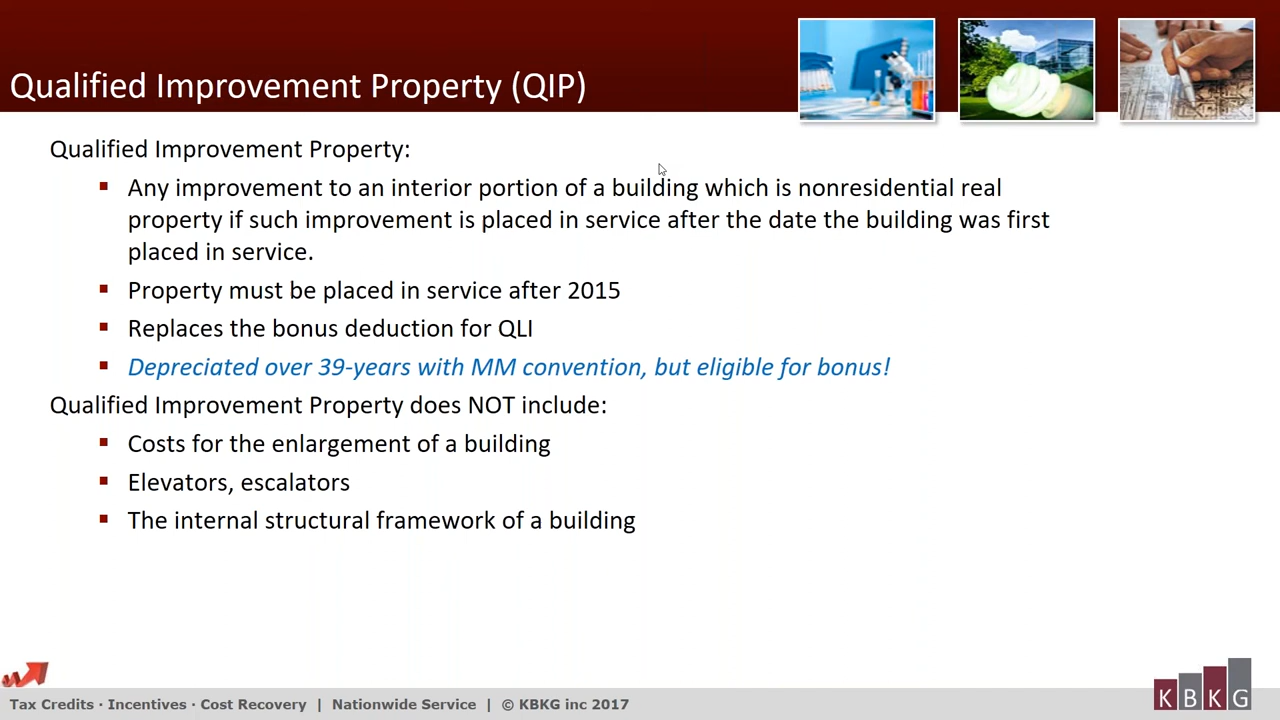 Qualified Improvement Property (QIP)
Qualified Improvement Property:
Any improvement to an interior portion of a building which is nonresidential real
property if such improvement is placed in service after the date the building was first
placed in service.
Property must be placed in service after 2015
Replaces the bonus deduction for QLI
Depreciated over 39-years with MM convention, but eligible for bonus!
Qualified Improvement Property does NOT include:
Costs for the enlargement of a building
Elevators, escalators
The internal structural framework of a building
Tax Credits · Incentives · Cost Recovery | Nationwide Service | © KBKG inc 2017
KBKG